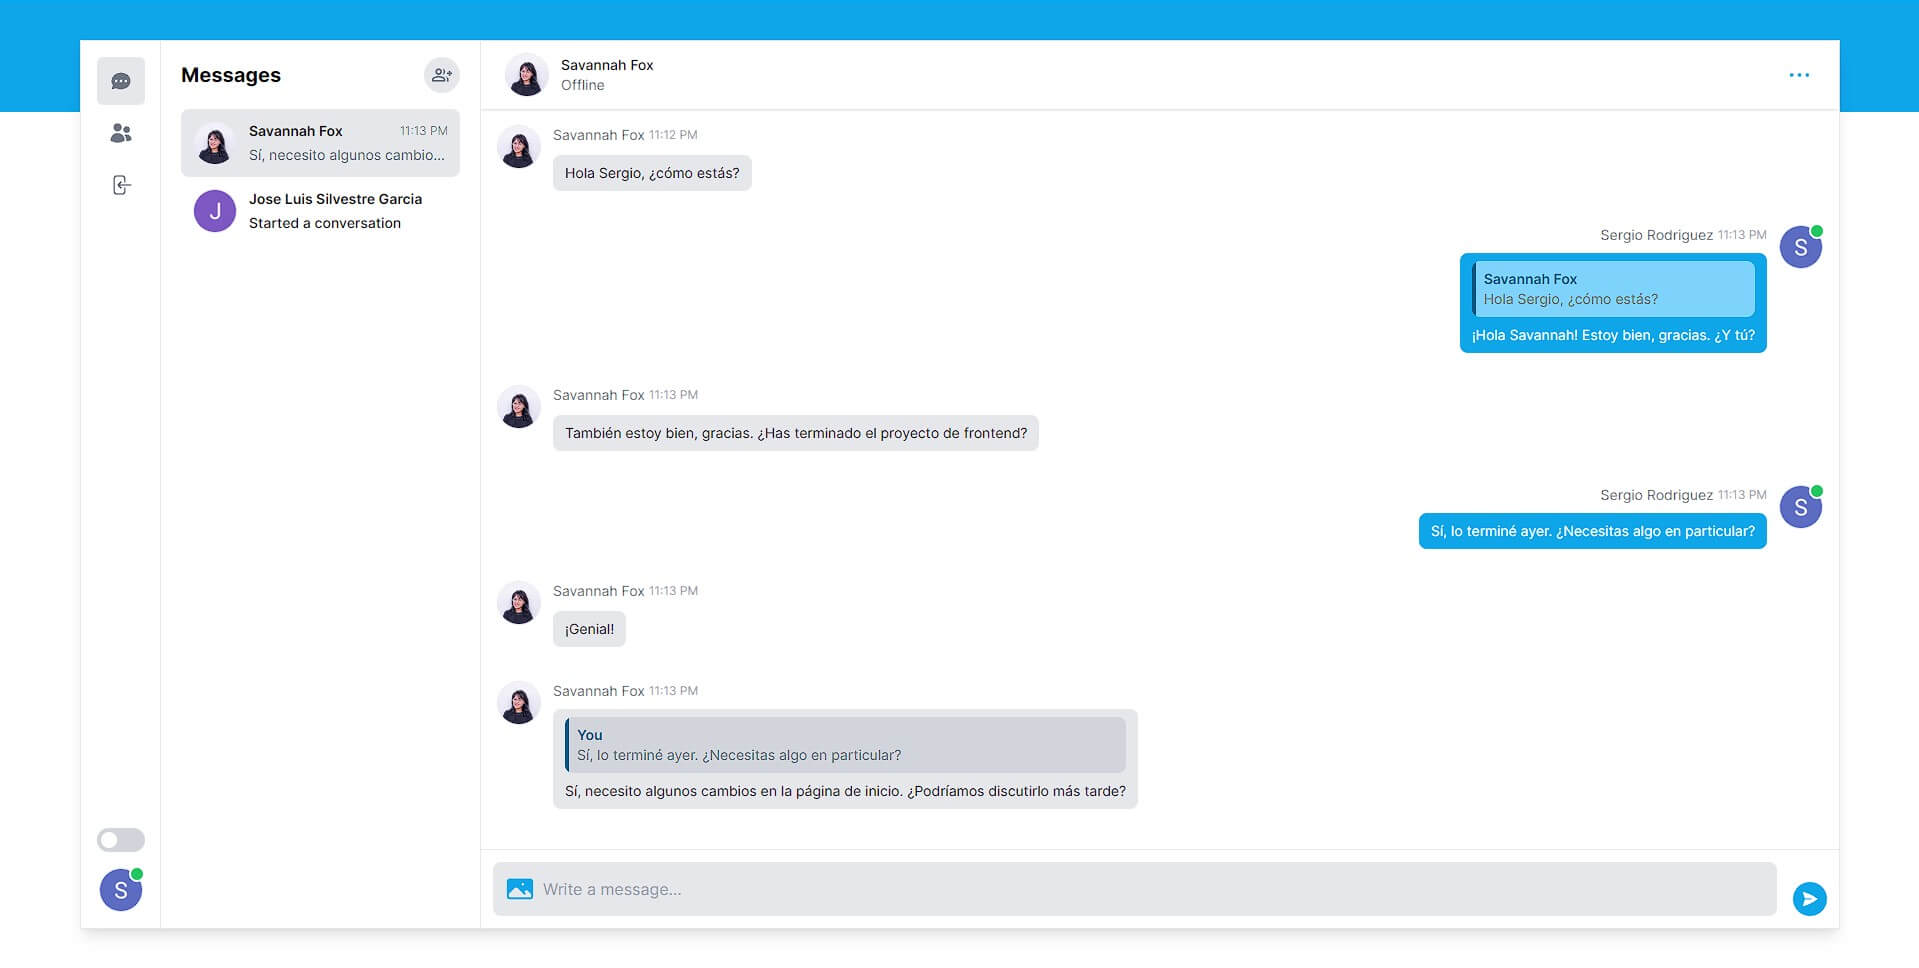 Messages
Savannah Fox 11:13 PM
Sí, necesito algunos cambio...
J
Jose Luis Silvestre Garcia
Started a conversation
S
Savannah Fox
Offline
Savannah Fox 11:12 PM
Hola Sergio, ¿cómo estás?
Sergio Rodriguez 11:13 PM
S
Savannah Fox
Hola Sergio, ¿cómo estás?
¡Hola Savannah! Estoy bien, gracias. ¿Y tú?
Savannah Fox 11:13 PM
También estoy bien, gracias. ¿Has terminado el proyecto de frontend?
Sergio Rodriguez 11:13 PM
S
Sí, lo terminé ayer. ¿Necesitas algo en particular?
Savannah Fox 11:13 PM
¡Genial!
Savannah Fox 11:13 PM
You
Sí, lo terminé ayer. ¿Necesitas algo en particular?
Sí, necesito algunos cambios en la página de inicio. ¿Podríamos discutirlo más tarde?
Write a message...